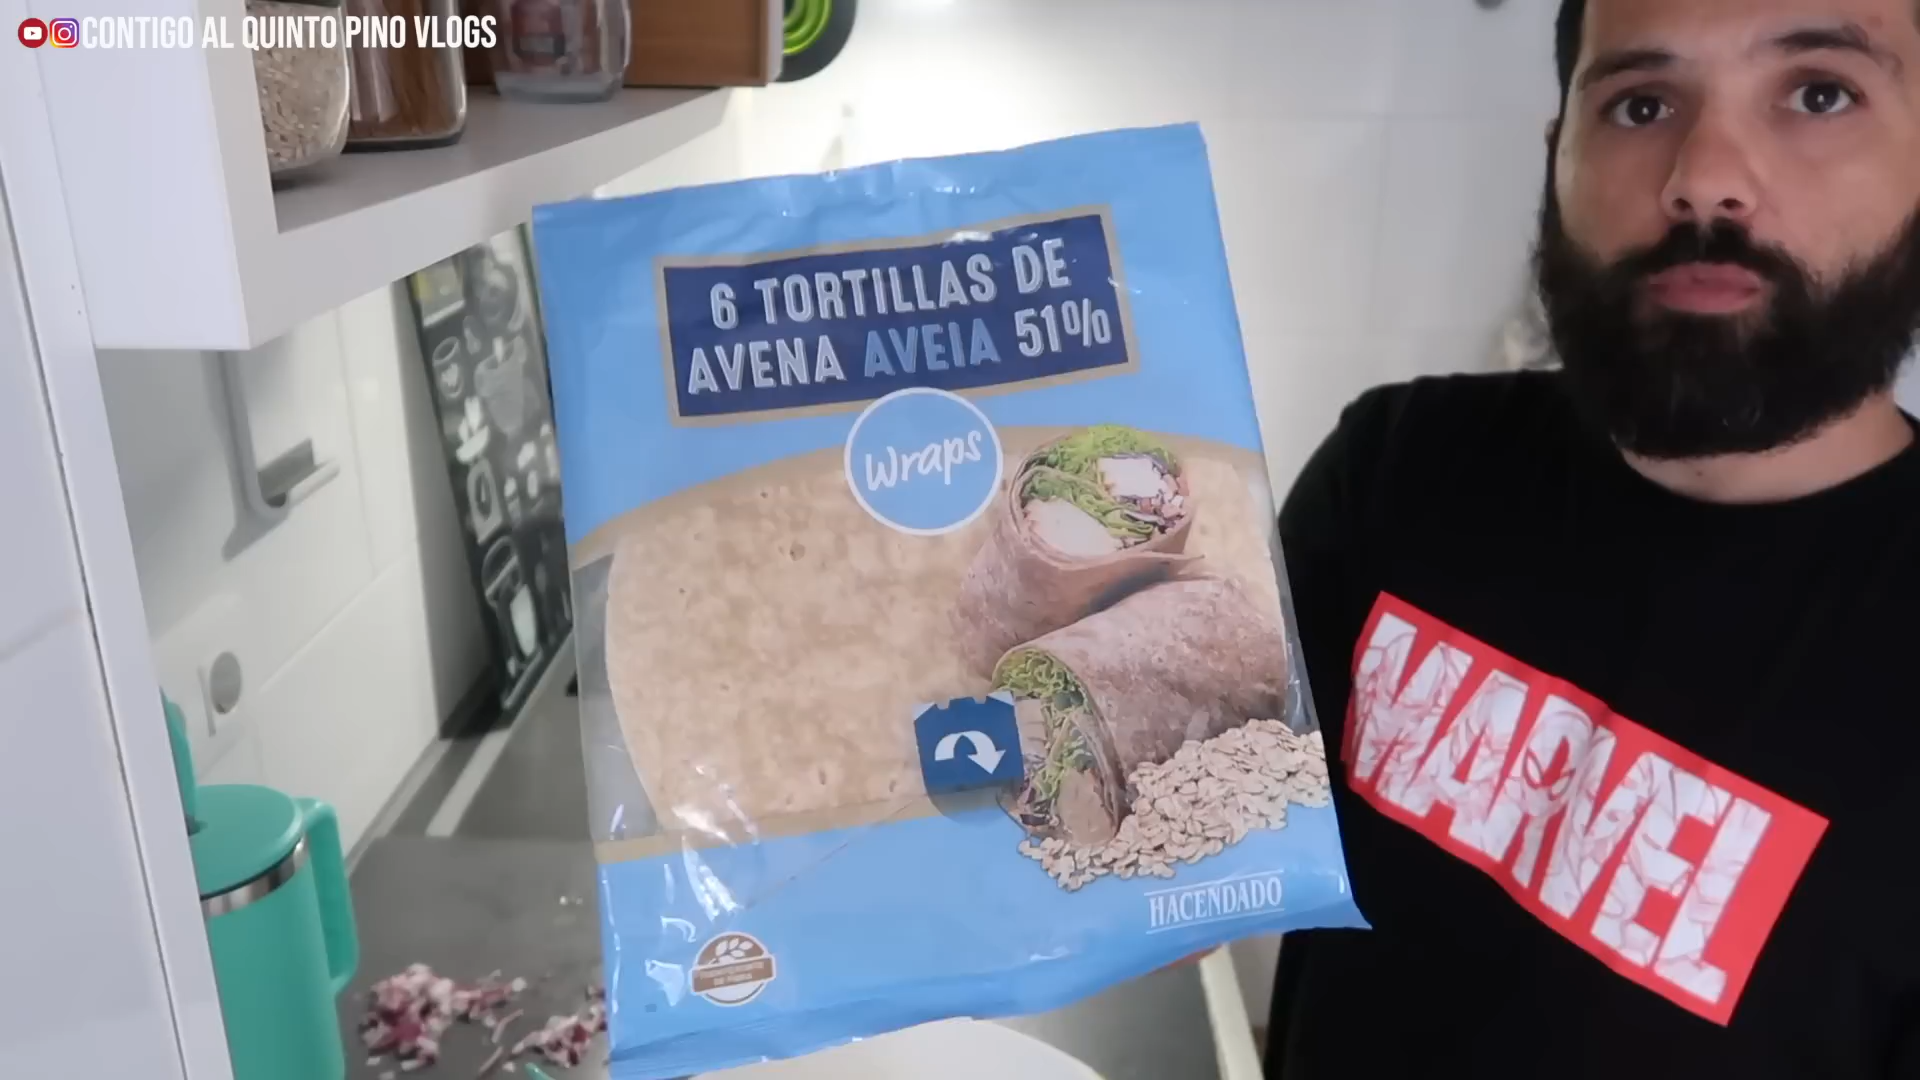 CONTIGO AL QUINTO PINO VLOGS
6 TORTILLAS DE
AVENA AVEIA 51%
Wraps
HACENDADO
MARVEL